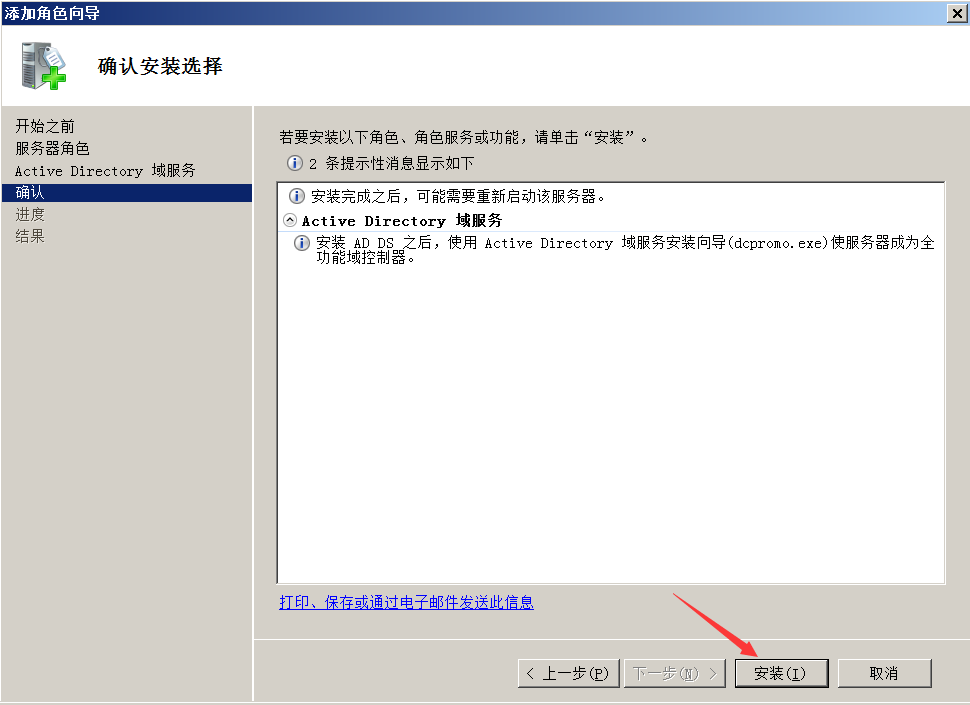 添加角色向导
确认安装选择
开始之前
服务器角色
Active Directory 域服务
确认
进度
结果
若要安装以下角色、角色服务或功能，请单击“安装”。
2 条提示性消息显示如下
安装完成之后，可能需要重新启动该服务器。
Active Directory 域服务
安装 AD DS 之后，使用 Active Directory 域服务安装向导(dcpromo.exe)使服务器成为全
功能域控制器。
打印、保存或通过电子邮件发送此信息
< 上一步(P)
下一步(N) >
安装(I)
取消